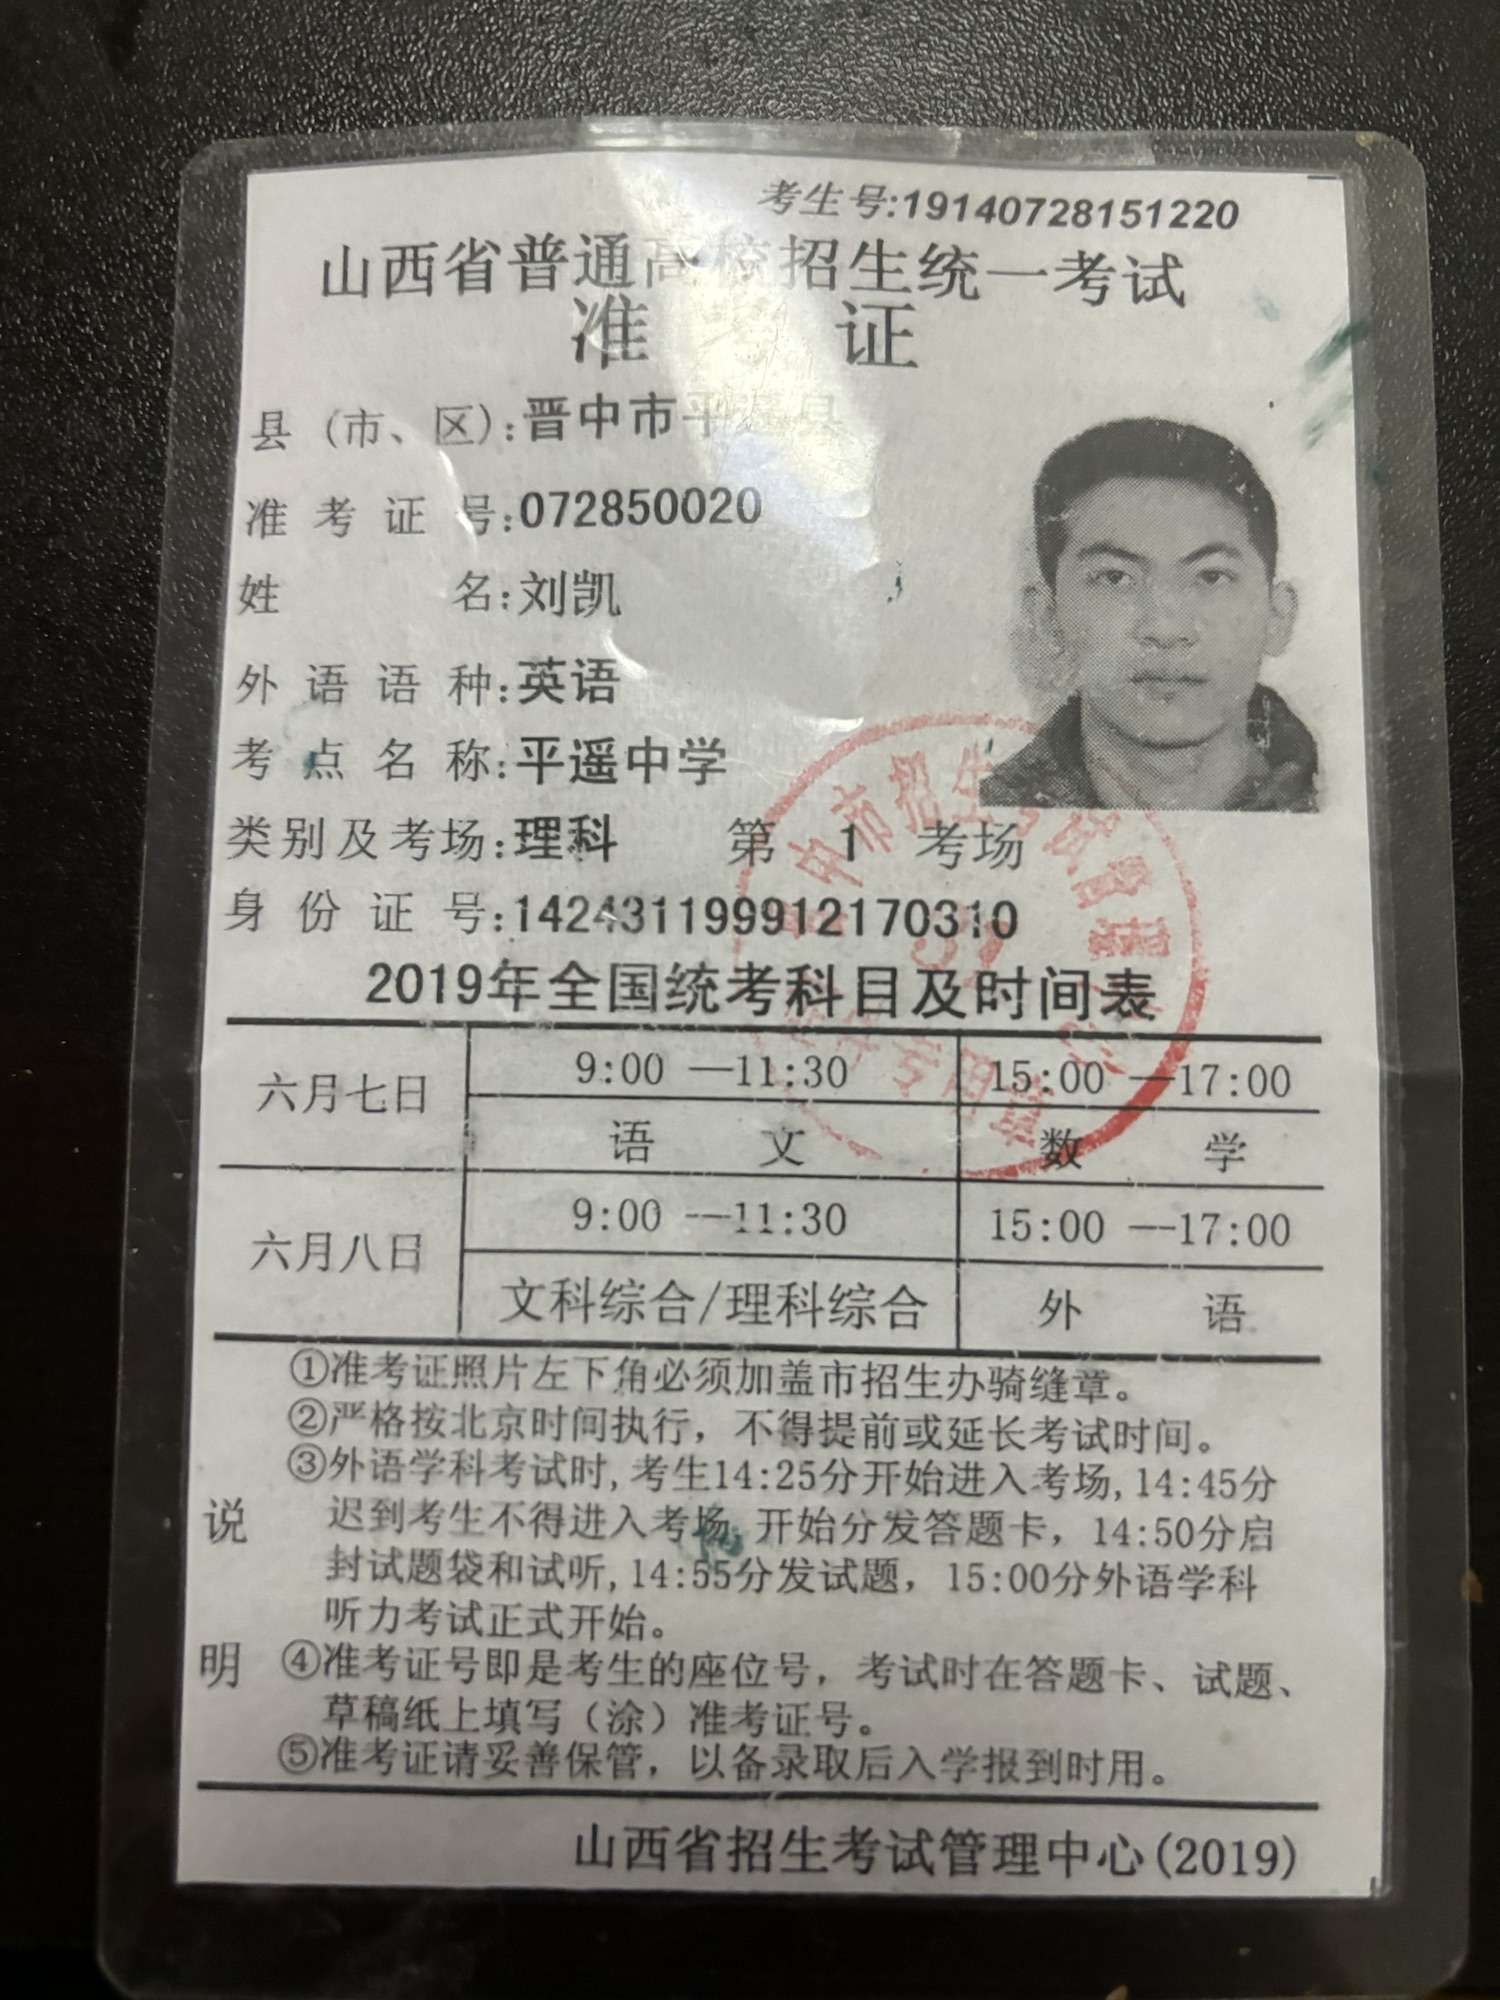 考生号:19140728151220
山西省普通高校招生统一考试
准 证
县(市、区):晋中市平遥县
准考证号:072850020
姓名:刘凯
外语语种:英语
考点名称:平遥中学
类别及考场:理科 第 1 考场
身份证号:142431199912170310
2019年全国统考科目及时间表
六月七日 9:00—11:30 15:00—17:00
语文 数学
六月八日 9:00—11:30 15:00—17:00
文科综合/理科综合 外语
说明
①准考证照片左下角必须加盖市招生办骑缝章。
②严格按北京时间执行，不得提前或延长考试时间。
③外语学科考试时,考生14:25分开始进入考场,14:45分
迟到考生不得进入考场 开始分发答题卡，14:50分启
封试题袋和试听,14:55分发试题，15:00分外语学科
听力考试正式开始。
④准考证号即是考生的座位号，考试时在答题卡、试题、
草稿纸上填写（涂）准考证号。
⑤准考证请妥善保管，以备录取后入学报到时用。
山西省招生考试管理中心(2019)
中市招生考试管理
专用章